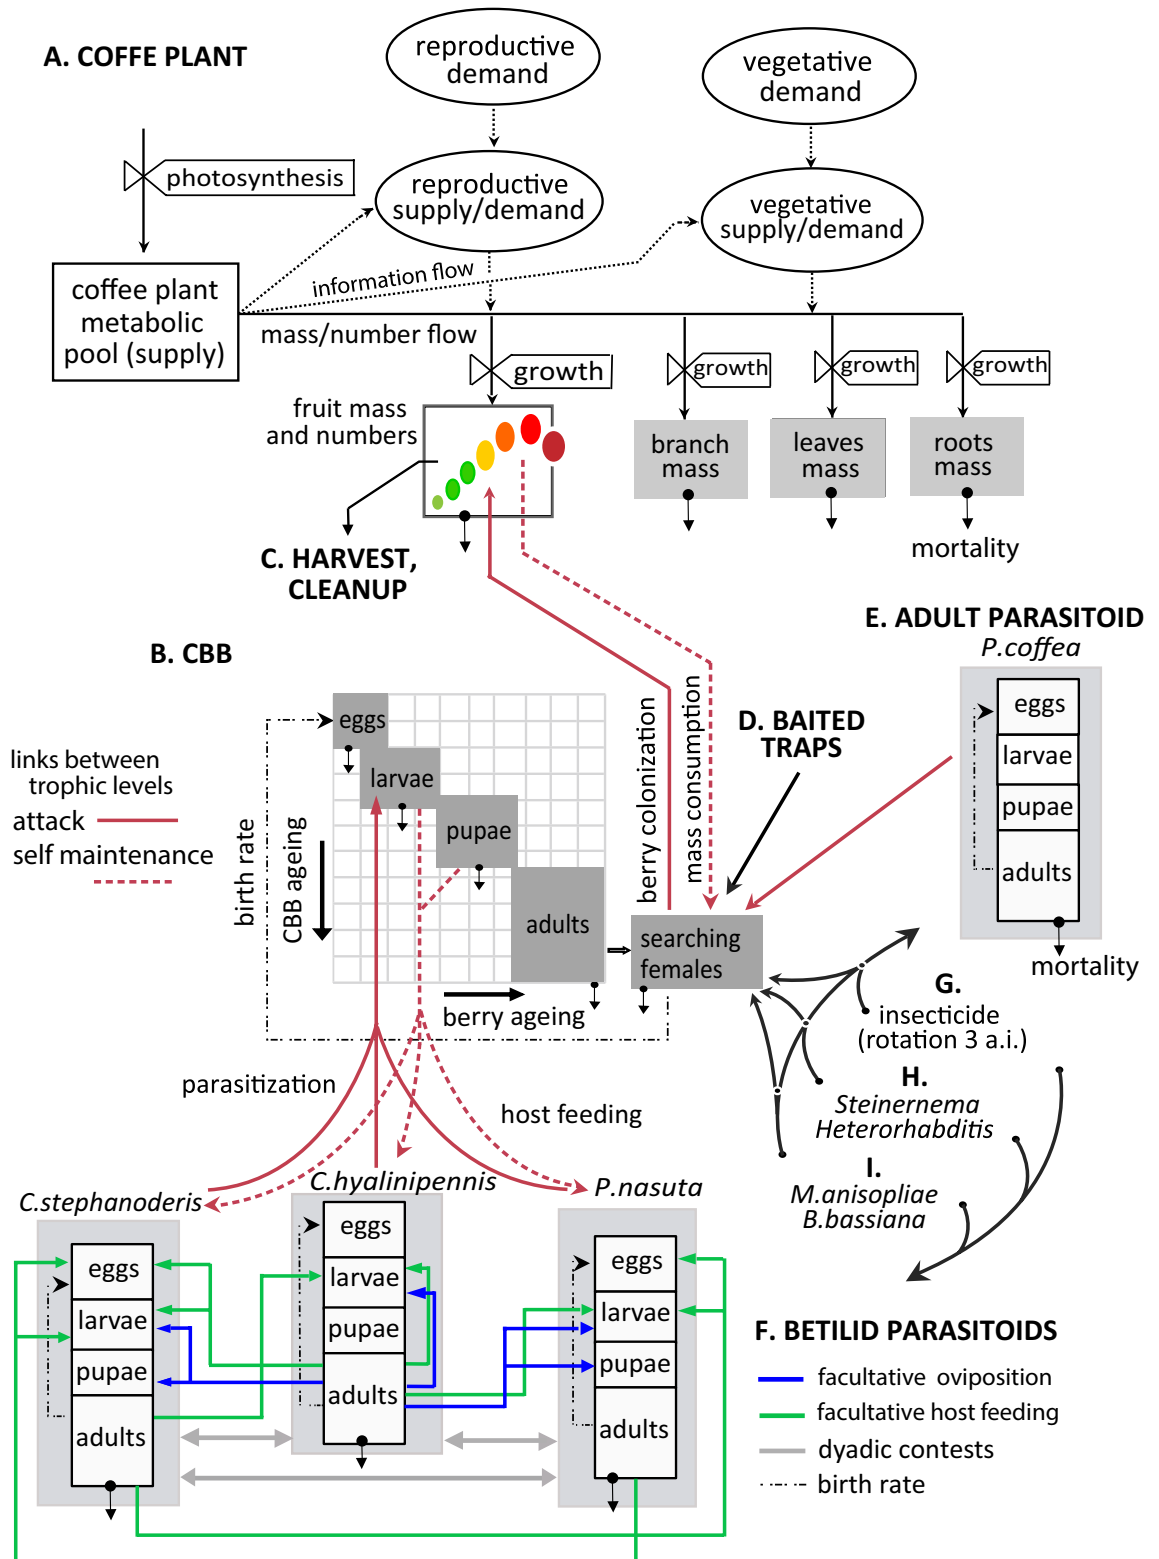 A. COFFE PLANT
reproductive
demand
vegetative
demand
photosynthesis
reproductive
supply/demand
vegetative
supply/demand
information flow
coffee plant
metabolic
pool (supply)
mass/number flow
growth
growth
growth
growth
fruit mass
and numbers
branch
mass
leaves
mass
roots
mass
mortality
C. HARVEST,
CLEANUP
E. ADULT PARASITOID
P.coffea
B. CBB
eggs
larvae
pupae
adults
mortality
D. BAITED
TRAPS
berry colonization
mass consumption
links between
trophic levels
attack
self maintenance
birth rate
CBB ageing
eggs
larvae
pupae
adults
searching
females
berry ageing
G.
insecticide
(rotation 3 a.i.)
H.
Steinernema
Heterorhabditis
I.
M.anisopliae
B.bassiana
parasitization
host feeding
C.stephanoderis
C.hyalinipennis
P.nasuta
eggs
larvae
pupae
adults
eggs
larvae
pupae
adults
eggs
larvae
pupae
adults
F. BETILID PARASITOIDS
facultative oviposition
facultative host feeding
dyadic contests
birth rate